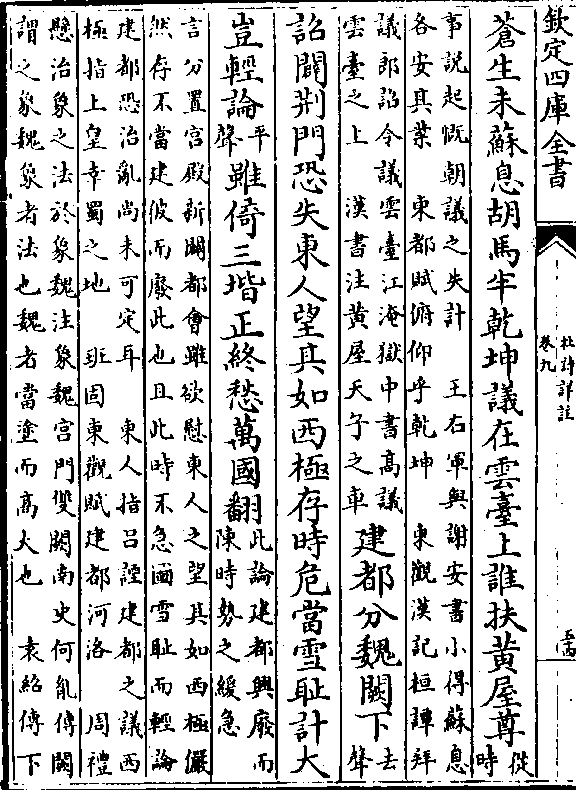 欽定四庫全書
杜詩詳註
卷九
蒼生未蘇息胡馬半乾坤議在雲臺上誰扶黃屋尊從
時
事説起慨朝議之失計 王右軍與謝安書小得蘇息
各安其業 東都賦俯仰乎乾坤 東觀漢記桓譚拜
議郎詔令議雲臺江淹獄中書高議
雲臺之上 漢書注黃屋天子之車
建都分魏闕下去
聲
詔闢荆門恐失東人望其如西極存時危當雪恥計大
豈輕論平
聲
雖倚三堦正終愁萬國翻此論建都興廢而
陳時勢之緩急
言分置宫殿新闢都會雖欲慰東人之望其如西極儼
然存不當建彼而廢此也且此時不急圖雪恥而輕論
建都恐治亂尚未可定耳 東人指吕諲建都之議西
極指上皇幸蜀之地 班固東觀賦建都河洛 周禮
懸治象之法於象魏注象魏宫門雙闕南史何胤傳闕
謂之象魏象者法也魏者當塗而高大也 袁紹傳下